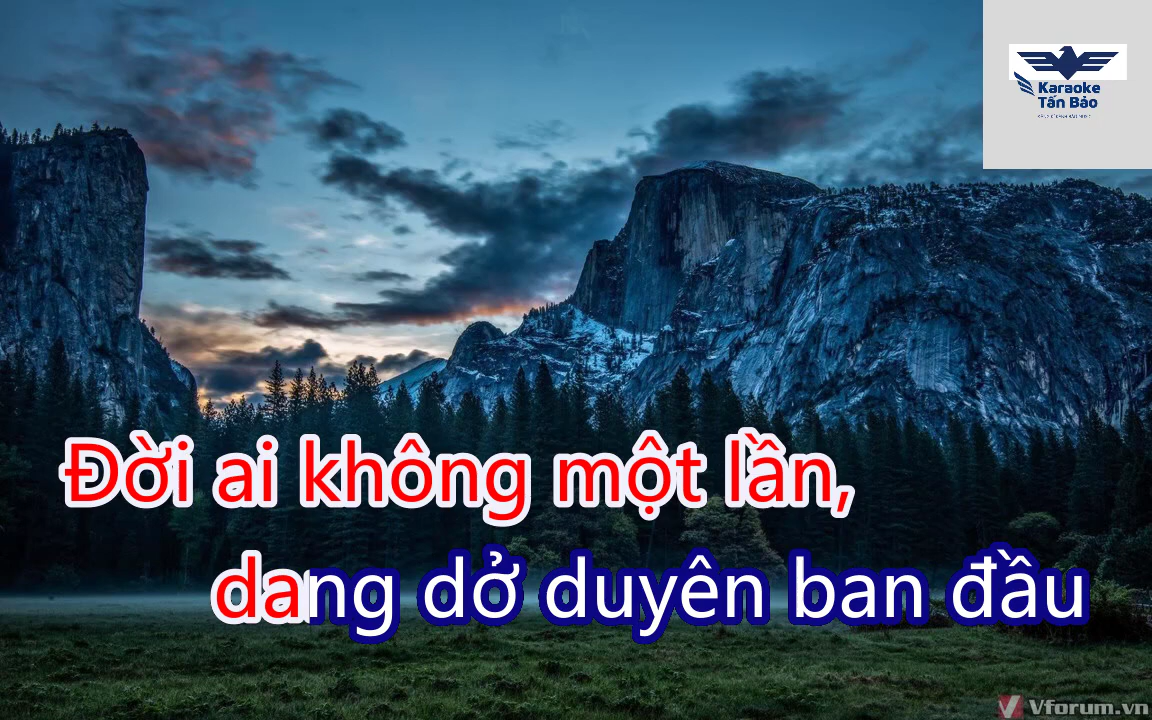 Karaoke
Tấn Bảo
Đời ai không một lần,
dang dở duyên ban đầu
Vforum.vn